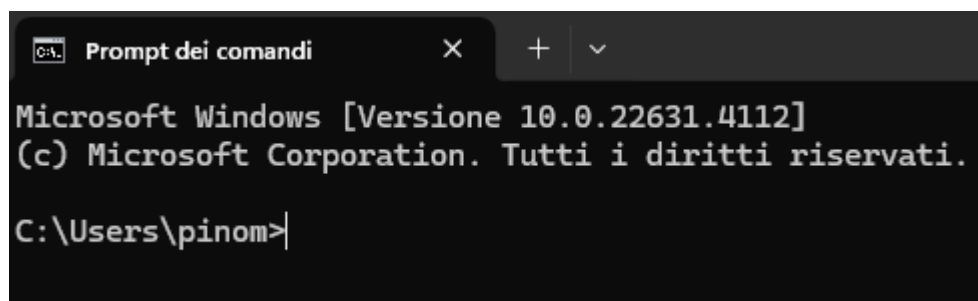 Prompt dei comandi
Microsoft Windows [Versione 10.0.22631.4112]
(c) Microsoft Corporation. Tutti i diritti riservati.
C:\Users\pinom>